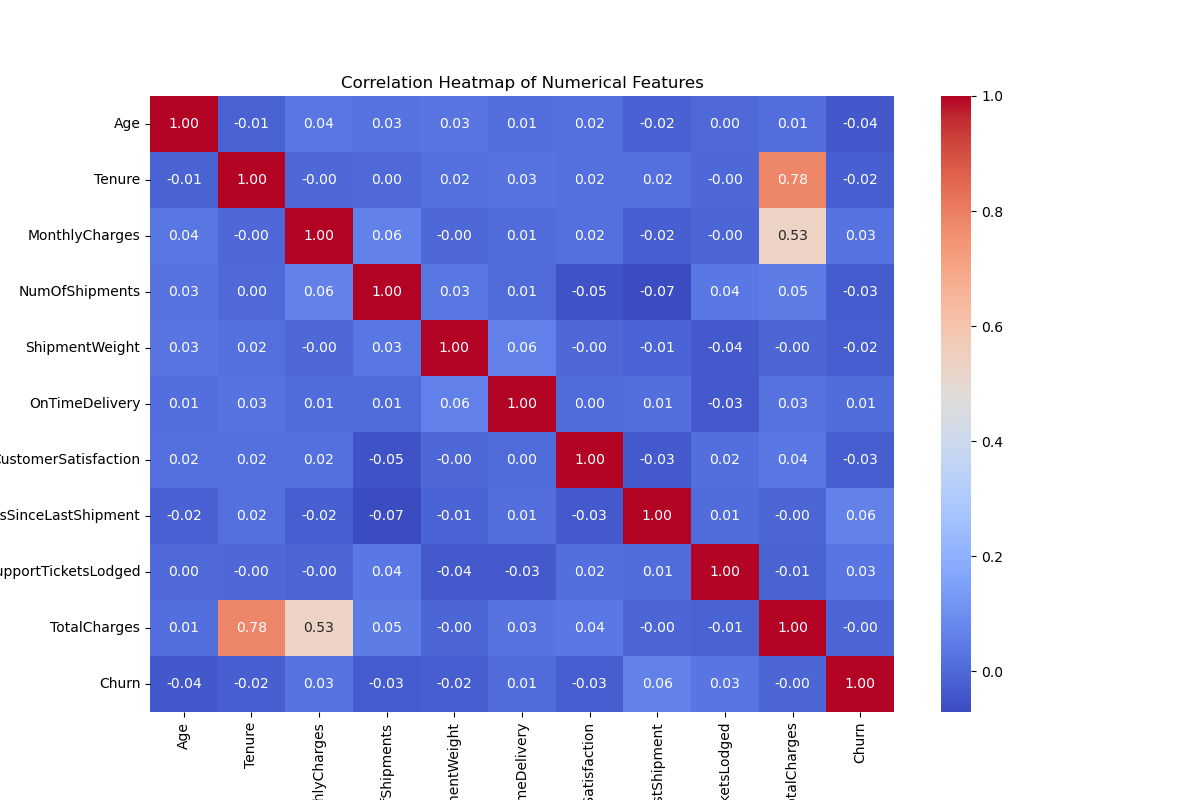 Correlation Heatmap of Numerical Features
Age 1.00 -0.01 0.04 0.03 0.03 0.01 0.02 -0.02 0.00 0.01 -0.04
Tenure -0.01 1.00 -0.00 0.00 0.02 0.03 0.02 0.02 -0.00 0.78 -0.02
MonthlyCharges 0.04 -0.00 1.00 0.06 -0.00 0.01 0.02 -0.02 -0.00 0.53 0.03
NumOfShipments 0.03 0.00 0.06 1.00 0.03 0.01 -0.05 -0.07 0.04 0.05 -0.03
ShipmentWeight 0.03 0.02 -0.00 0.03 1.00 0.06 -0.00 -0.01 -0.04 -0.00 -0.02
OnTimeDelivery 0.01 0.03 0.01 0.01 0.06 1.00 0.00 0.01 -0.03 0.03 0.01
ustomerSatisfaction 0.02 0.02 0.02 -0.05 -0.00 0.00 1.00 -0.03 0.02 0.04 -0.03
sSinceLastShipment -0.02 0.02 -0.02 -0.07 -0.01 0.01 -0.03 1.00 0.01 -0.00 0.06
upportTicketsLodged 0.00 -0.00 -0.00 0.04 -0.04 -0.03 0.02 0.01 1.00 -0.01 0.03
TotalCharges 0.01 0.78 0.53 0.05 -0.00 0.03 0.04 -0.00 -0.01 1.00 -0.00
Churn -0.04 -0.02 0.03 -0.03 -0.02 0.01 -0.03 0.06 0.03 -0.00 1.00
Age
Tenure
hlyCharges
fShipments
mentWeight
meDelivery
Satisfaction
stShipment
ketsLodged
otalCharges
Churn
1.0
0.8
0.6
0.4
0.2
0.0